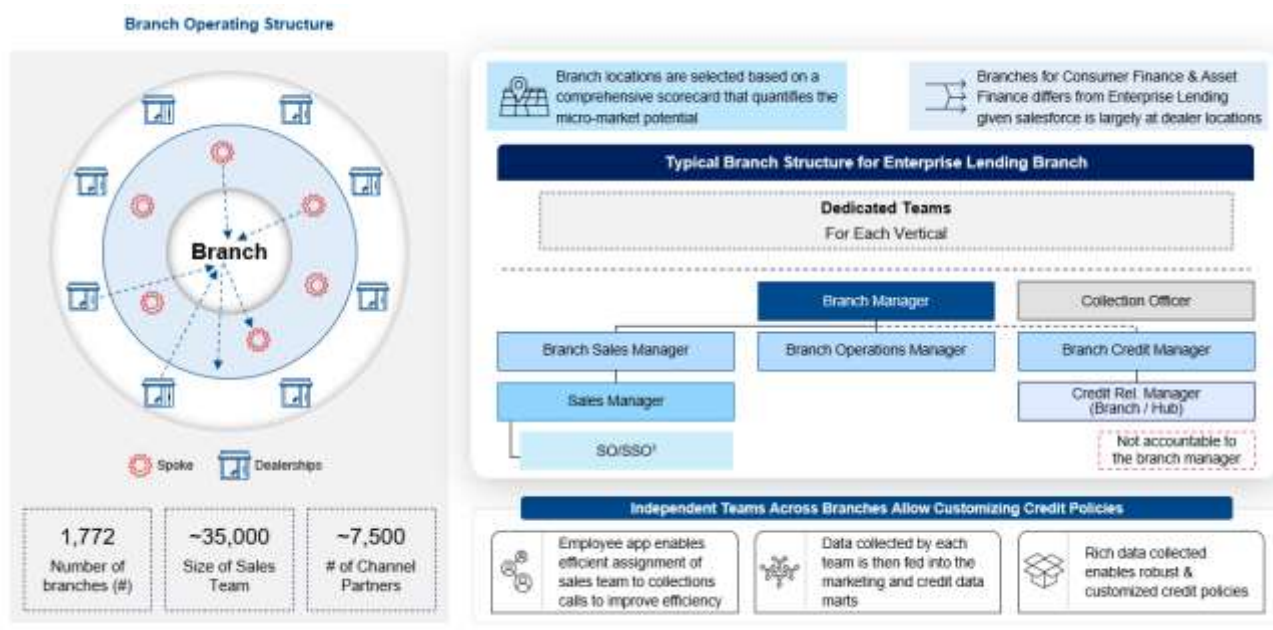 Branch Operating Structure
Branch
Spoke
Dealerships
1,772
Number of
branches (#)
~35,000
Size of Sales
Team
~7,500
# of Channel
Partners
Branch locations are selected based on a
comprehensive scorecard that quantifies the
micro-market potential
Branches for Consumer Finance & Asset
Finance differs from Enterprise Lending
given salesforce is largely at dealer locations
Typical Branch Structure for Enterprise Lending Branch
Dedicated Teams
For Each Vertical
Branch Manager
Collection Officer
Branch Sales Manager
Branch Operations Manager
Branch Credit Manager
Sales Manager
Credit Rel. Manager
(Branch / Hub)
SO/SSO
Not accountable to
the branch manager
Independent Teams Across Branches Allow Customizing Credit Policies
Employee app enables
efficient assignment of
sales team to collections
calls to improve efficiency
Data collected by each
team is then fed into the
marketing and credit data
marts
Rich data collected
enables robust &
customized credit policies